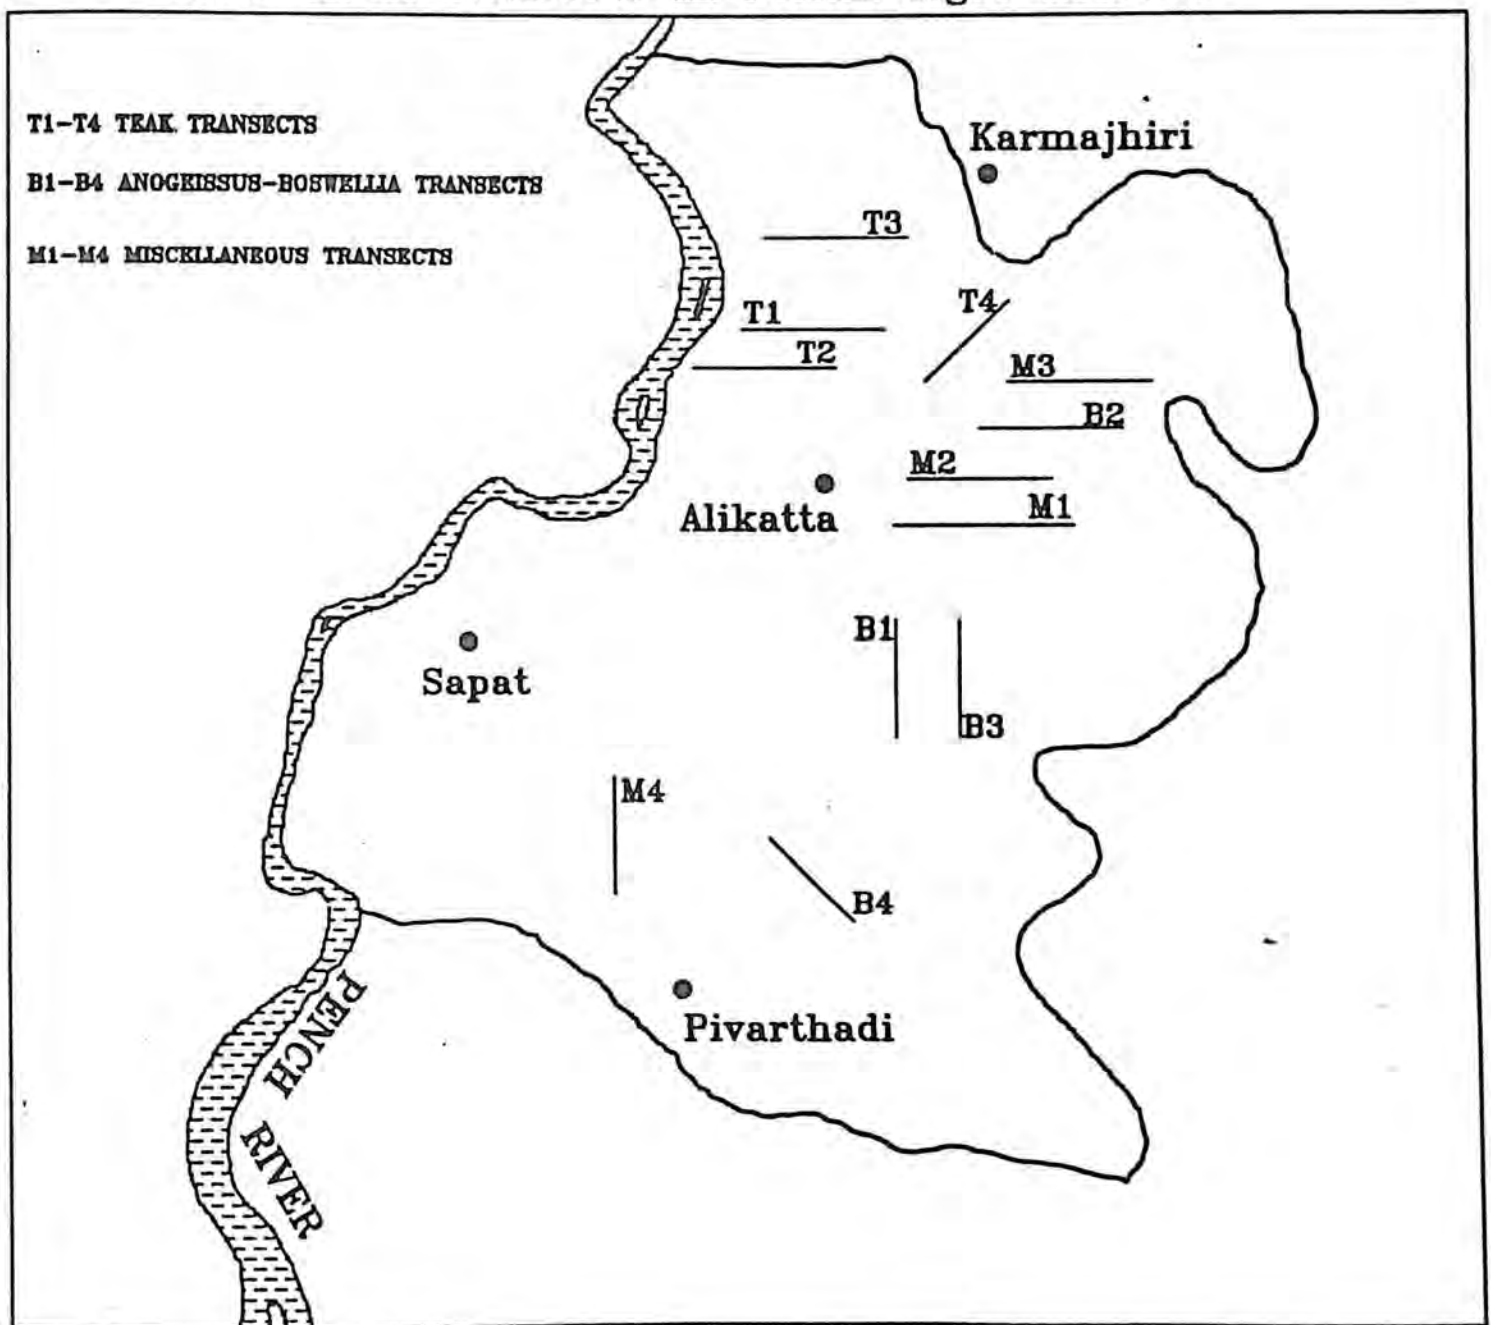 T1-T4 TEAK TRANSECTS
B1-B4 ANOGEISSUS-BOSWELLIA TRANSECTS
M1-M4 MISCELLANEOUS TRANSECTS
Karmajhiri
T3
T4
T1
T2
M3
B2
M2
Alikatta
M1
B1
Sapat
B3
M4
B4
Pivarthadi
PENCH
RIVER